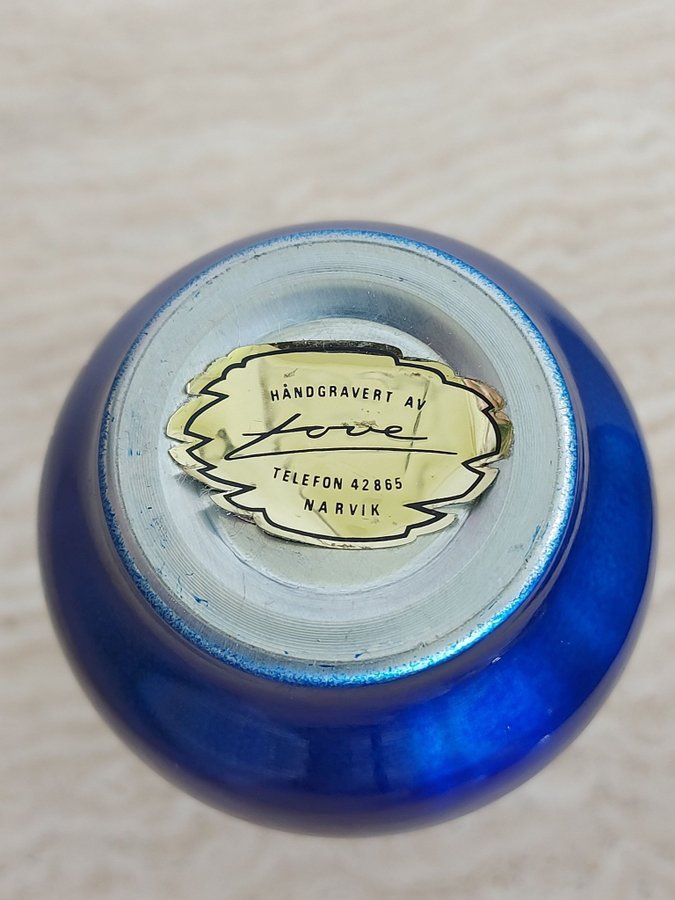 HÅNDGRAVERT AV
Tove
TELEFON 42865
NARVIK